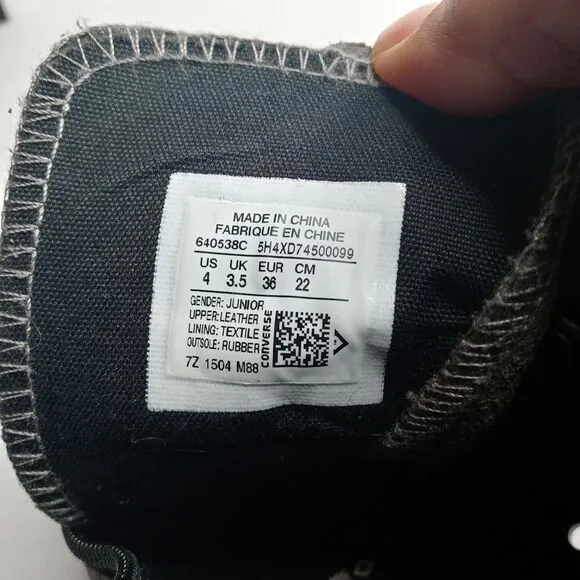 MADE IN CHINA
FABRIQUE EN CHINE
640538C 5H4XD74500099
US UK EUR CM
4 3.5 36 22
GENDER: JUNIOR
UPPER: LEATHER
LINING: TEXTILE
OUTSOLE: RUBBER
CONVERSE
7Z 1504 M88